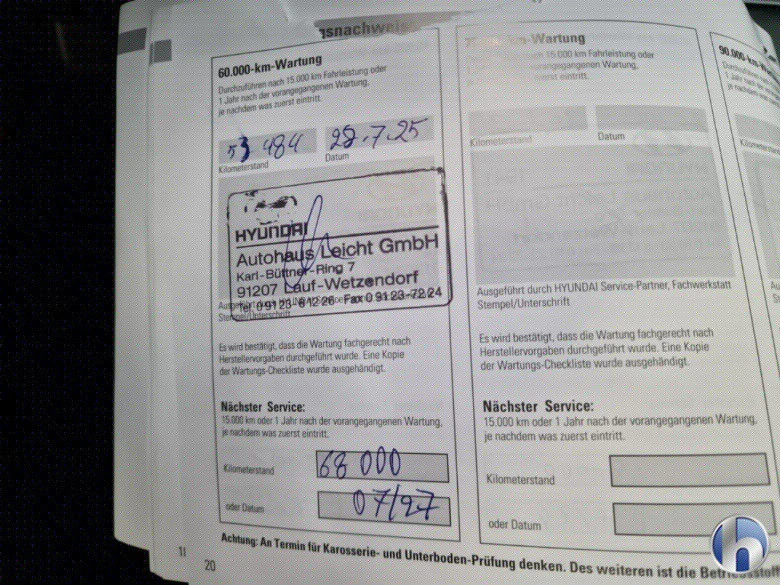 60.000-km-Wartung
Durchzuführen nach 15.000 km Fahrleistung oder
1 Jahr nach der vorangegangenen Wartung,
je nachdem was zuerst eintritt.
53 484
Kilometerstand
Datum
HYUNDAI
Autohaus Leicht GmbH
Karl-Büttner-Ring 7
91207 Lauf-Wetzendorf
Fax 0 91 23-72 24
Stempel/Unterschrift
Es wird bestätigt, dass die Wartung fachgerecht nach
Herstellervorgaben durchgeführt wurde. Eine Kopie
der Wartungs-Checkliste wurde ausgehändigt.
Nächster Service:
15.000 km oder 1 Jahr nach der vorangegangenen Wartung,
je nachdem was zuerst eintritt.
Kilometerstand
68 000
oder Datum
-Wartung
15.000 km Fahrleistung oder
vorangegangenen Wartung,
zuerst eintritt.
Kilometerstand
Datum
Ausgeführt durch HYUNDAI Service-Partner, Fachwerkstatt
Stempel/Unterschrift
Es wird bestätigt, dass die Wartung fachgerecht nach
Herstellervorgaben durchgeführt wurde. Eine Kopie
der Wartungs-Checkliste wurde ausgehändigt.
Nächster Service:
15.000 km oder 1 Jahr nach der vorangegangenen Wartung,
je nachdem was zuerst eintritt.
Kilometerstand
oder Datum
90.000
Achtung: An Termin für Karosserie- und Unterboden-Prüfung denken. Des weiteren ist die
20
h